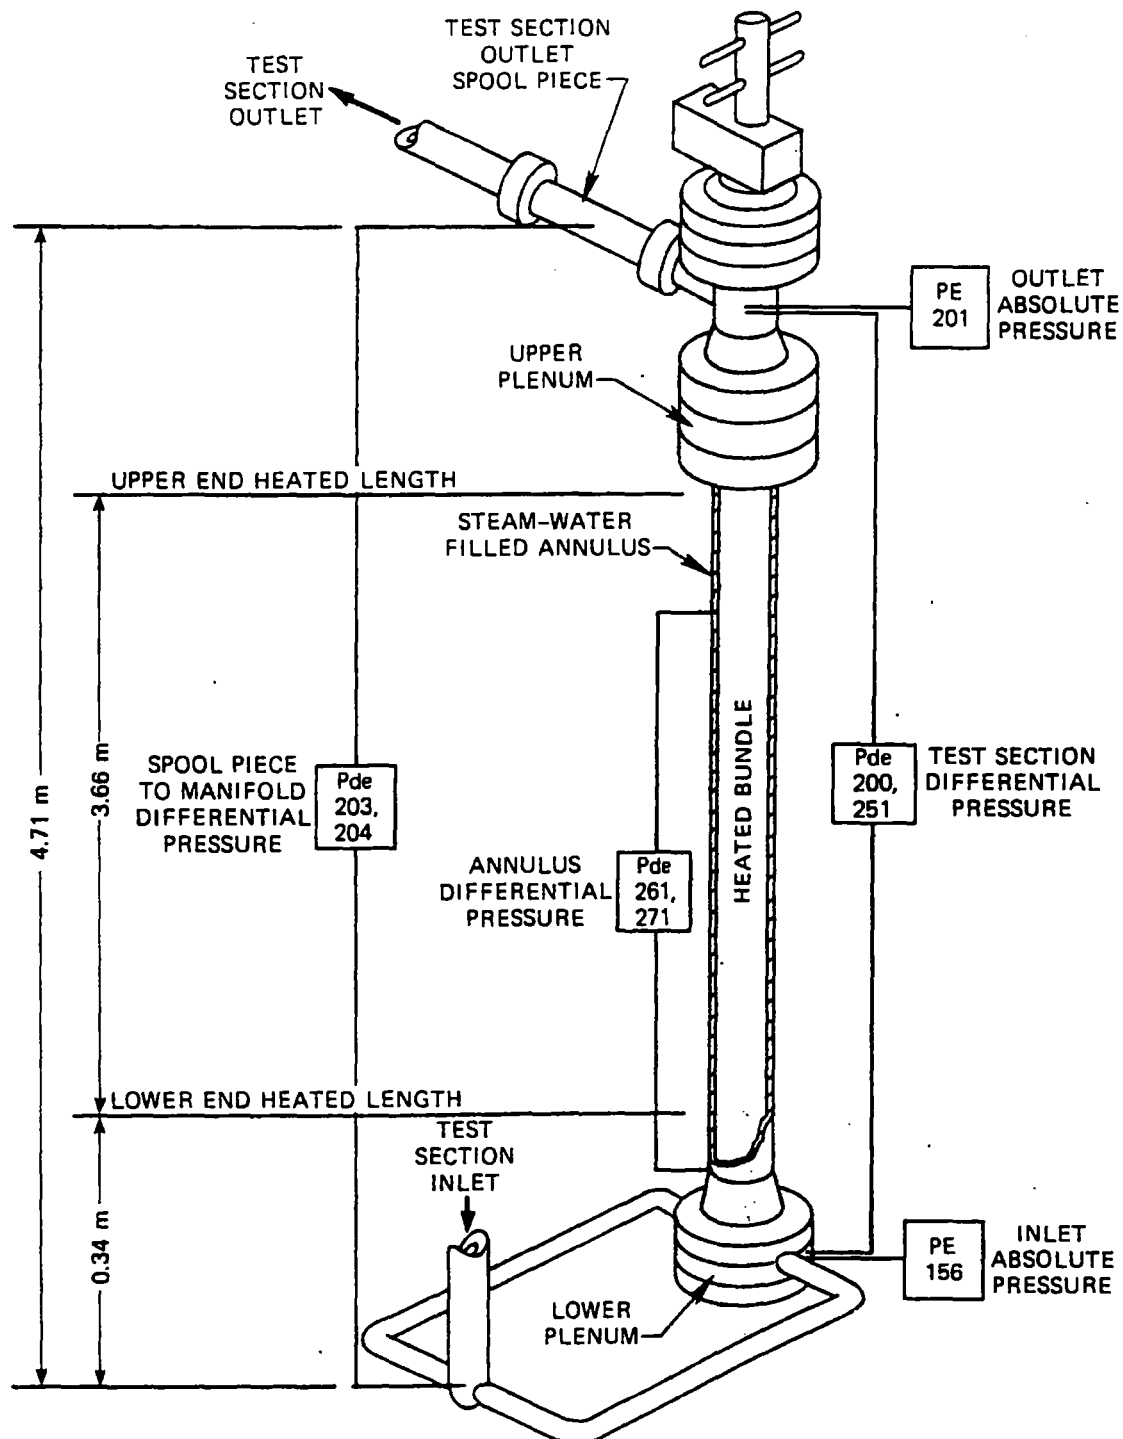 TEST SECTION
OUTLET
SPOOL PIECE
TEST
SECTION
OUTLET
PE
201
OUTLET
ABSOLUTE
PRESSURE
UPPER
PLENUM
UPPER END HEATED LENGTH
STEAM-WATER
FILLED ANNULUS
4.71 m
3.66 m
SPOOL PIECE
TO MANIFOLD
DIFFERENTIAL
PRESSURE
Pde
203,
204
HEATED BUNDLE
Pde
200,
251
TEST SECTION
DIFFERENTIAL
PRESSURE
ANNULUS
DIFFERENTIAL
PRESSURE
Pde
261,
271
LOWER END HEATED LENGTH
TEST
SECTION
INLET
0.34 m
PE
156
INLET
ABSOLUTE
PRESSURE
LOWER
PLENUM